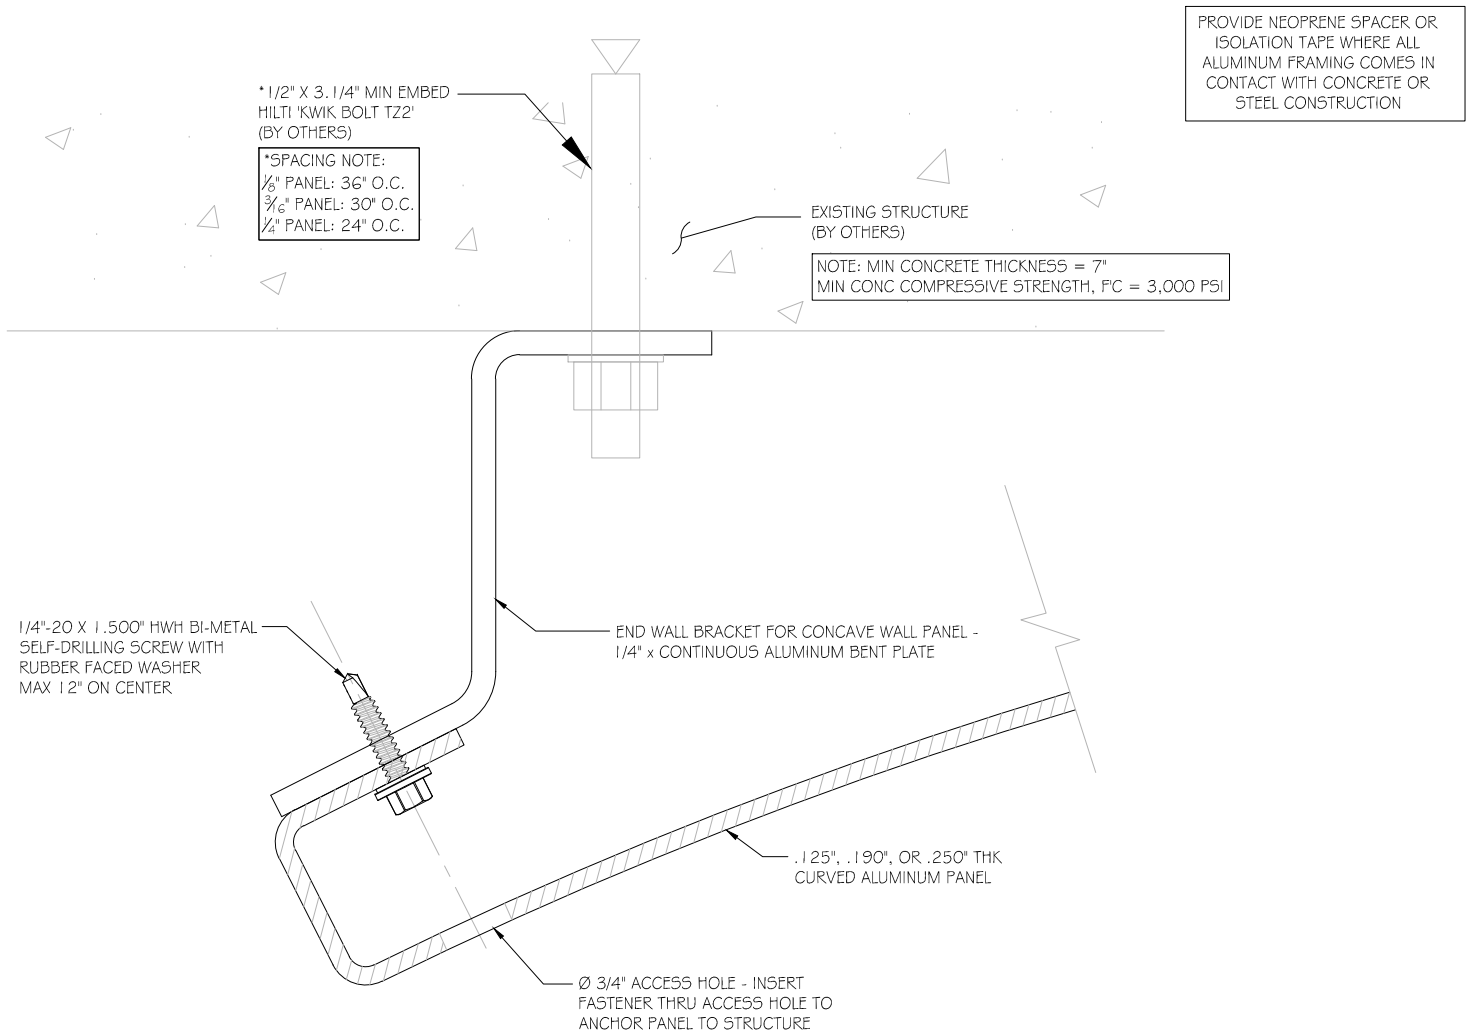 PROVIDE NEOPRENE SPACER OR
ISOLATION TAPE WHERE ALL
ALUMINUM FRAMING COMES IN
CONTACT WITH CONCRETE OR
STEEL CONSTRUCTION
*1/2" X 3.1/4" MIN EMBED
HILTI 'KWIK BOLT TZ2'
(BY OTHERS)
*SPACING NOTE:
1/8" PANEL: 36" O.C.
3/16" PANEL: 30" O.C.
1/4" PANEL: 24" O.C.
EXISTING STRUCTURE
(BY OTHERS)
NOTE: MIN CONCRETE THICKNESS = 7"
MIN CONC COMPRESSIVE STRENGTH, F'C = 3,000 PSI
1/4"-20 X 1.500" HWH BI-METAL
SELF-DRILLING SCREW WITH
RUBBER FACED WASHER
MAX 12" ON CENTER
END WALL BRACKET FOR CONCAVE WALL PANEL -
1/4" x CONTINUOUS ALUMINUM BENT PLATE
.125", .190", OR .250" THK
CURVED ALUMINUM PANEL
Ø 3/4" ACCESS HOLE - INSERT
FASTENER THRU ACCESS HOLE TO
ANCHOR PANEL TO STRUCTURE